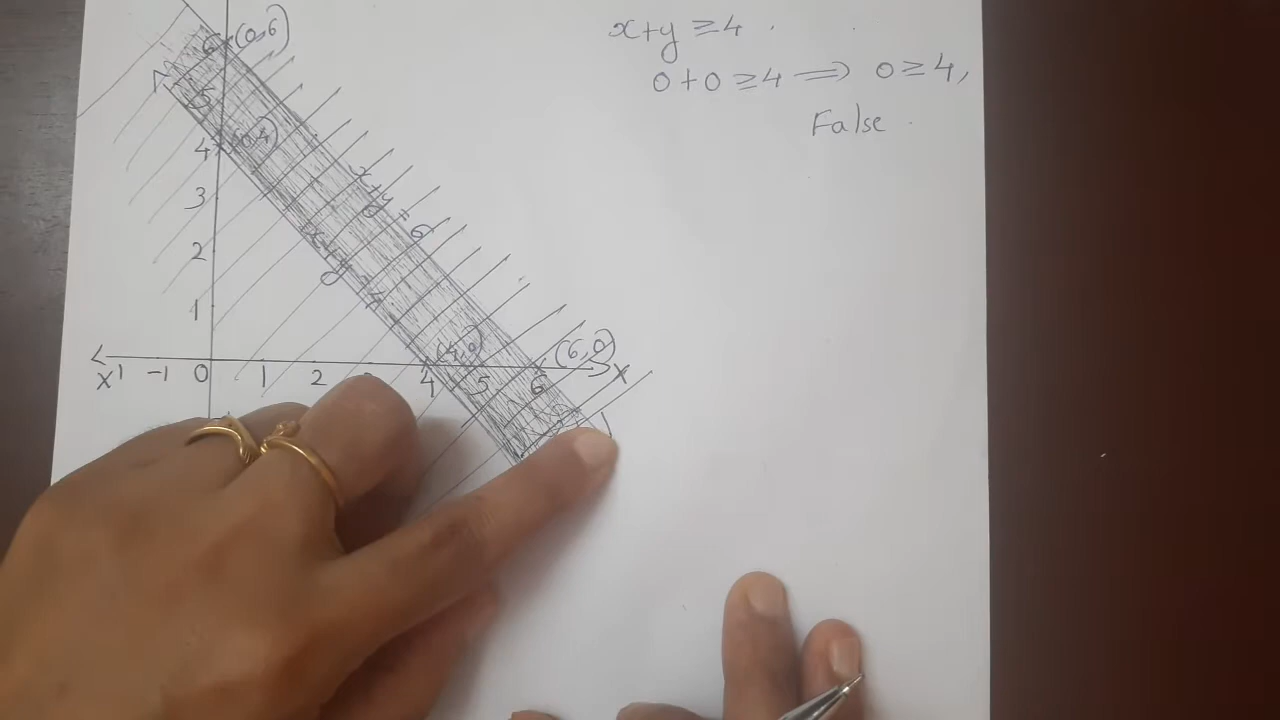 x+y ≥ 4 .
0+0 ≥ 4 ⟹ 0 ≥ 4,
False .
6 (0,6)
5
4 (0,4)
3
2
1
x+y = 6
x+y = 4
(4,0)
(6,0)
X' -1 0 1 2 4 5 6 X